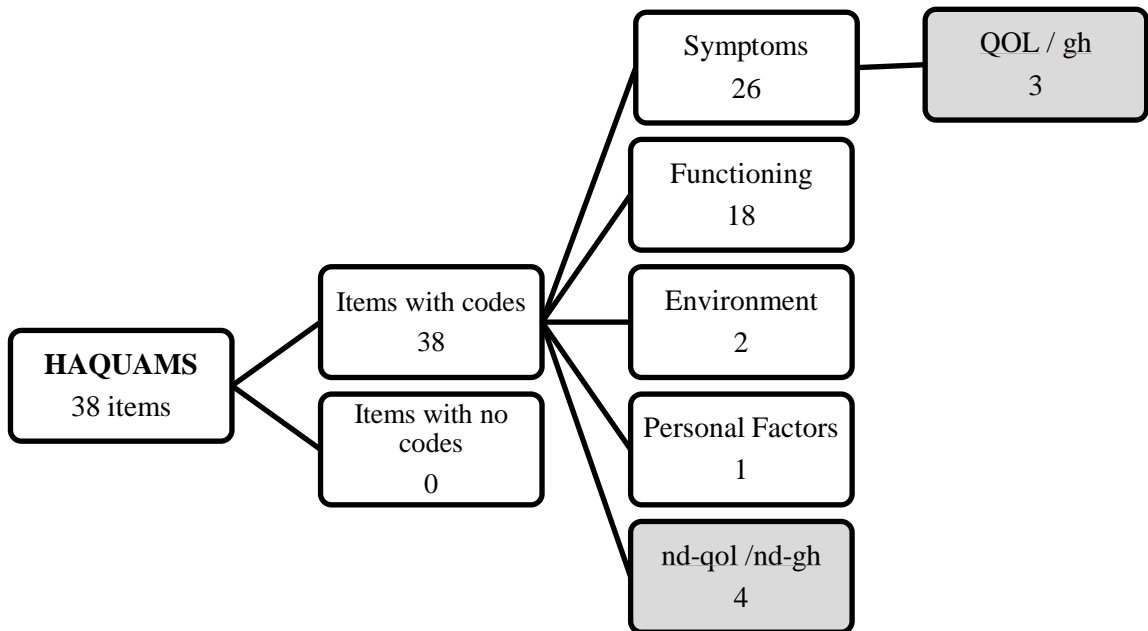 HAQUAMS
38 items
Items with codes
38
Items with no
codes
0
Symptoms
26
Functioning
18
Environment
2
Personal Factors
1
nd-qol /nd-gh
4
QOL / gh
3